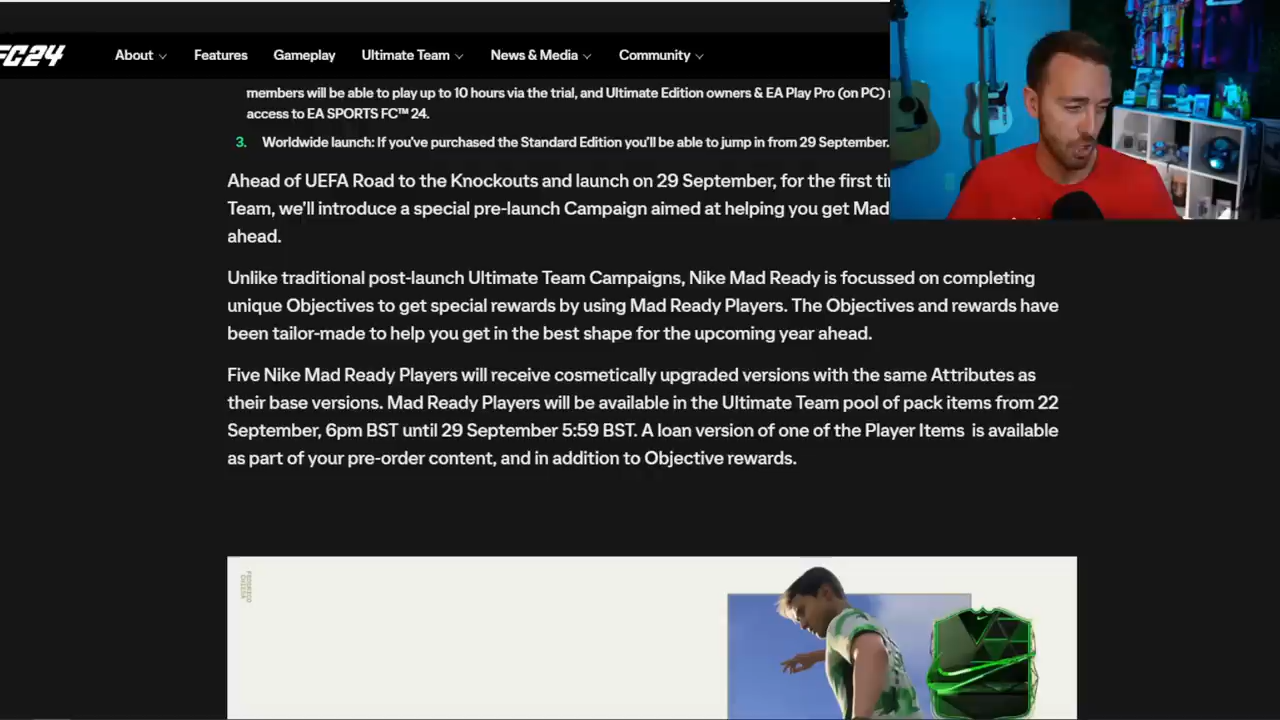 FC24
About
Features
Gameplay
Ultimate Team
News & Media
Community
members will be able to play up to 10 hours via the trial, and Ultimate Edition owners & EA Play Pro (on PC)
access to EA SPORTS FC™ 24.
3. Worldwide launch: If you've purchased the Standard Edition you'll be able to jump in from 29 September.
Ahead of UEFA Road to the Knockouts and launch on 29 September, for the first
Team, we'll introduce a special pre-launch Campaign aimed at helping you get Mad
ahead.
Unlike traditional post-launch Ultimate Team Campaigns, Nike Mad Ready is focussed on completing
unique Objectives to get special rewards by using Mad Ready Players. The Objectives and rewards have
been tailor-made to help you get in the best shape for the upcoming year ahead.
Five Nike Mad Ready Players will receive cosmetically upgraded versions with the same Attributes as
their base versions. Mad Ready Players will be available in the Ultimate Team pool of pack items from 22
September, 6pm BST until 29 September 5:59 BST. A loan version of one of the Player Items is available
as part of your pre-order content, and in addition to Objective rewards.
FEDERICO
CHIESA